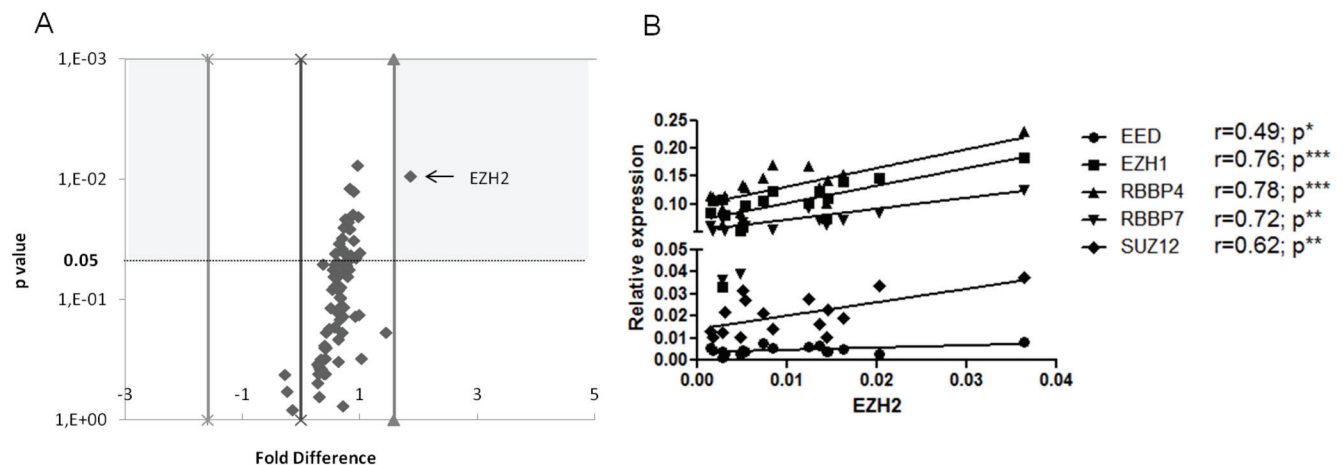 A
1,E-03
1,E-02
0.05
1,E-01
1,E+00
p value
-3
-1
1
3
5
Fold Difference
EZH2
B
0.25
0.20
0.15
0.10
0.05
0.04
0.03
0.02
0.01
0.00
Relative expression
0.00
0.01
0.02
0.03
0.04
EZH2
EED r=0.49; p*
EZH1 r=0.76; p***
RBBP4 r=0.78; p***
RBBP7 r=0.72; p**
SUZ12 r=0.62; p**